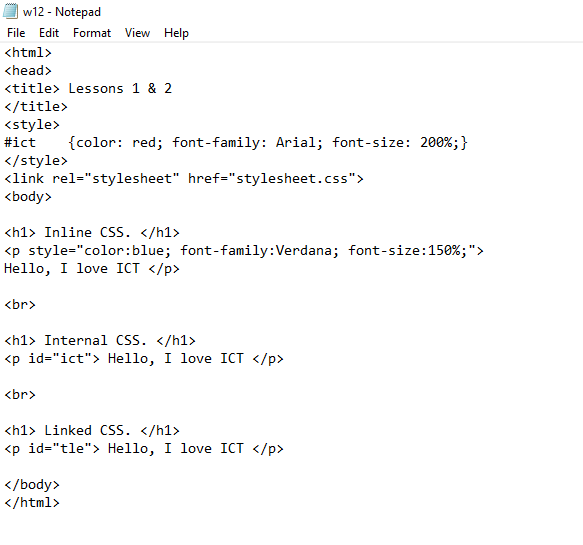 w12 - Notepad
File Edit Format View Help
<html>
<head>
<title> Lessons 1 & 2
</title>
<style>
#ict    {color: red; font-family: Arial; font-size: 200%;}
</style>
<link rel="stylesheet" href="stylesheet.css">
<body>
<h1> Inline CSS. </h1>
<p style="color:blue; font-family:Verdana; font-size:150%;">
Hello, I love ICT </p>
<br>
<h1> Internal CSS. </h1>
<p id="ict"> Hello, I love ICT </p>
<br>
<h1> Linked CSS. </h1>
<p id="tle"> Hello, I love ICT </p>
</body>
</html>